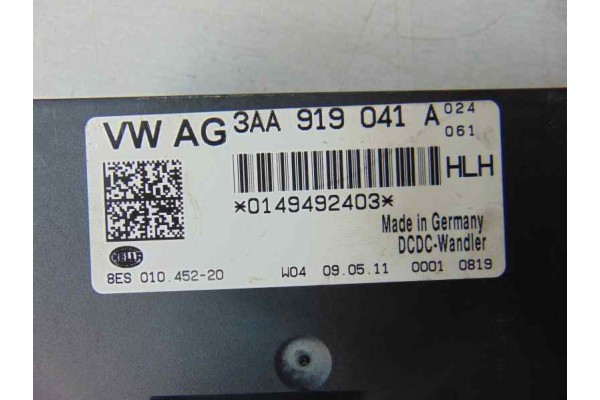 VW AG 3AA 919 041 A 024
061
HLH
*0149492403*
Made in Germany
DCDC-Wandler
HELLA
8ES 010.452-20 W04 09.05.11 0001 0819